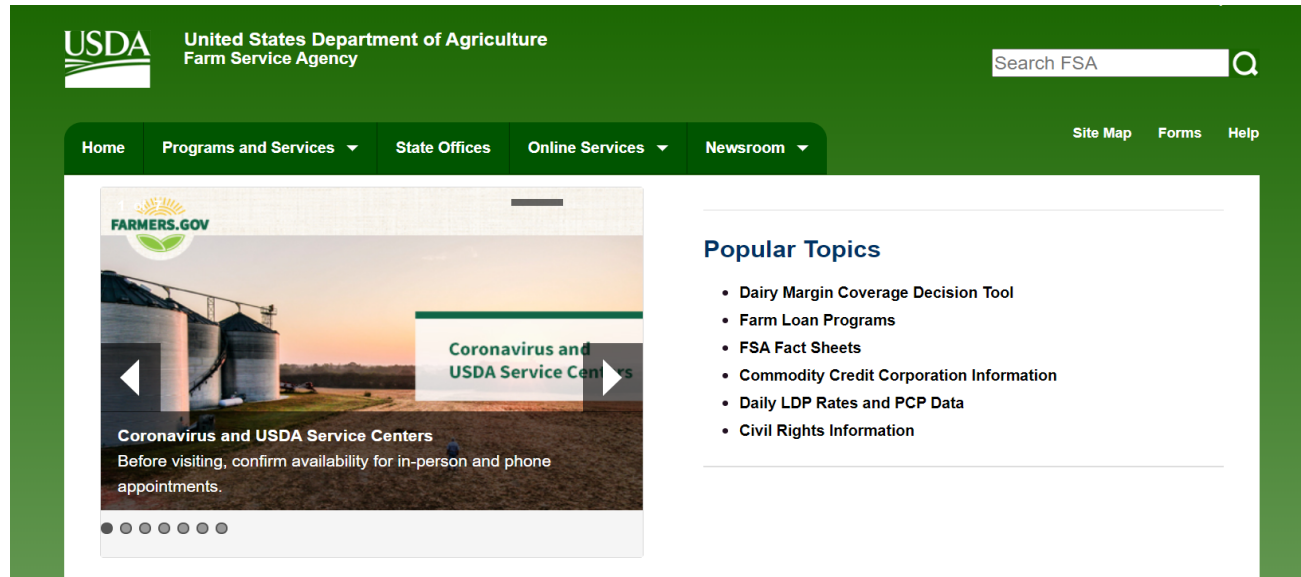 USDA
United States Department of Agriculture
Farm Service Agency
Search FSA
Site Map Forms Help
Home Programs and Services State Offices Online Services Newsroom
FARMERS.GOV
Coronavirus and
USDA Service Centers
Coronavirus and USDA Service Centers
Before visiting, confirm availability for in-person and phone
appointments.
Popular Topics
Dairy Margin Coverage Decision Tool
Farm Loan Programs
FSA Fact Sheets
Commodity Credit Corporation Information
Daily LDP Rates and PCP Data
Civil Rights Information